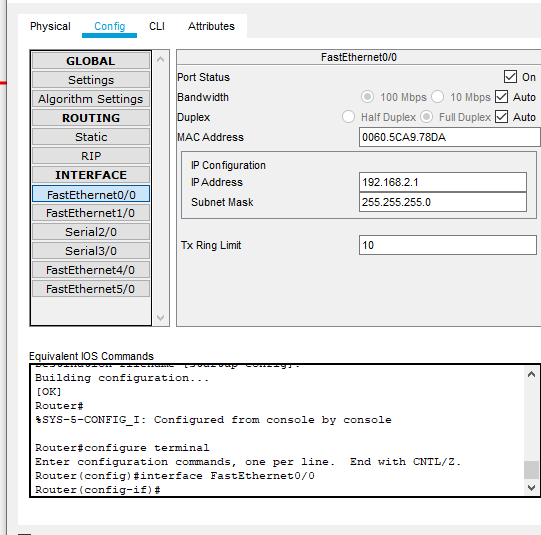 Physical Config CLI Attributes
GLOBAL
Settings
Algorithm Settings
ROUTING
Static
RIP
INTERFACE
FastEthernet0/0
FastEthernet1/0
Serial2/0
Serial3/0
FastEthernet4/0
FastEthernet5/0
FastEthernet0/0
Port Status On
Bandwidth 100 Mbps 10 Mbps Auto
Duplex Half Duplex Full Duplex Auto
MAC Address 0060.5CA9.78DA
IP Configuration
IP Address 192.168.2.1
Subnet Mask 255.255.255.0
Tx Ring Limit 10
Equivalent IOS Commands
Building configuration...
[OK]
Router#
%SYS-5-CONFIG_I: Configured from console by console
Router#configure terminal
Enter configuration commands, one per line. End with CNTL/Z.
Router(config)#interface FastEthernet0/0
Router(config-if)#